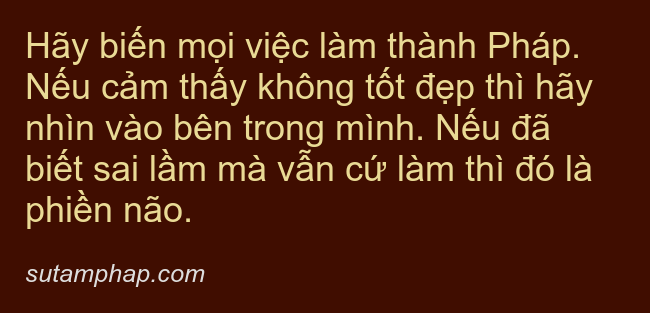 Hãy biến mọi việc làm thành Pháp.
Nếu cảm thấy không tốt đẹp thì hãy
nhìn vào bên trong mình. Nếu đã
biết sai lầm mà vẫn cứ làm thì đó là
phiền não.
sutamphap.com